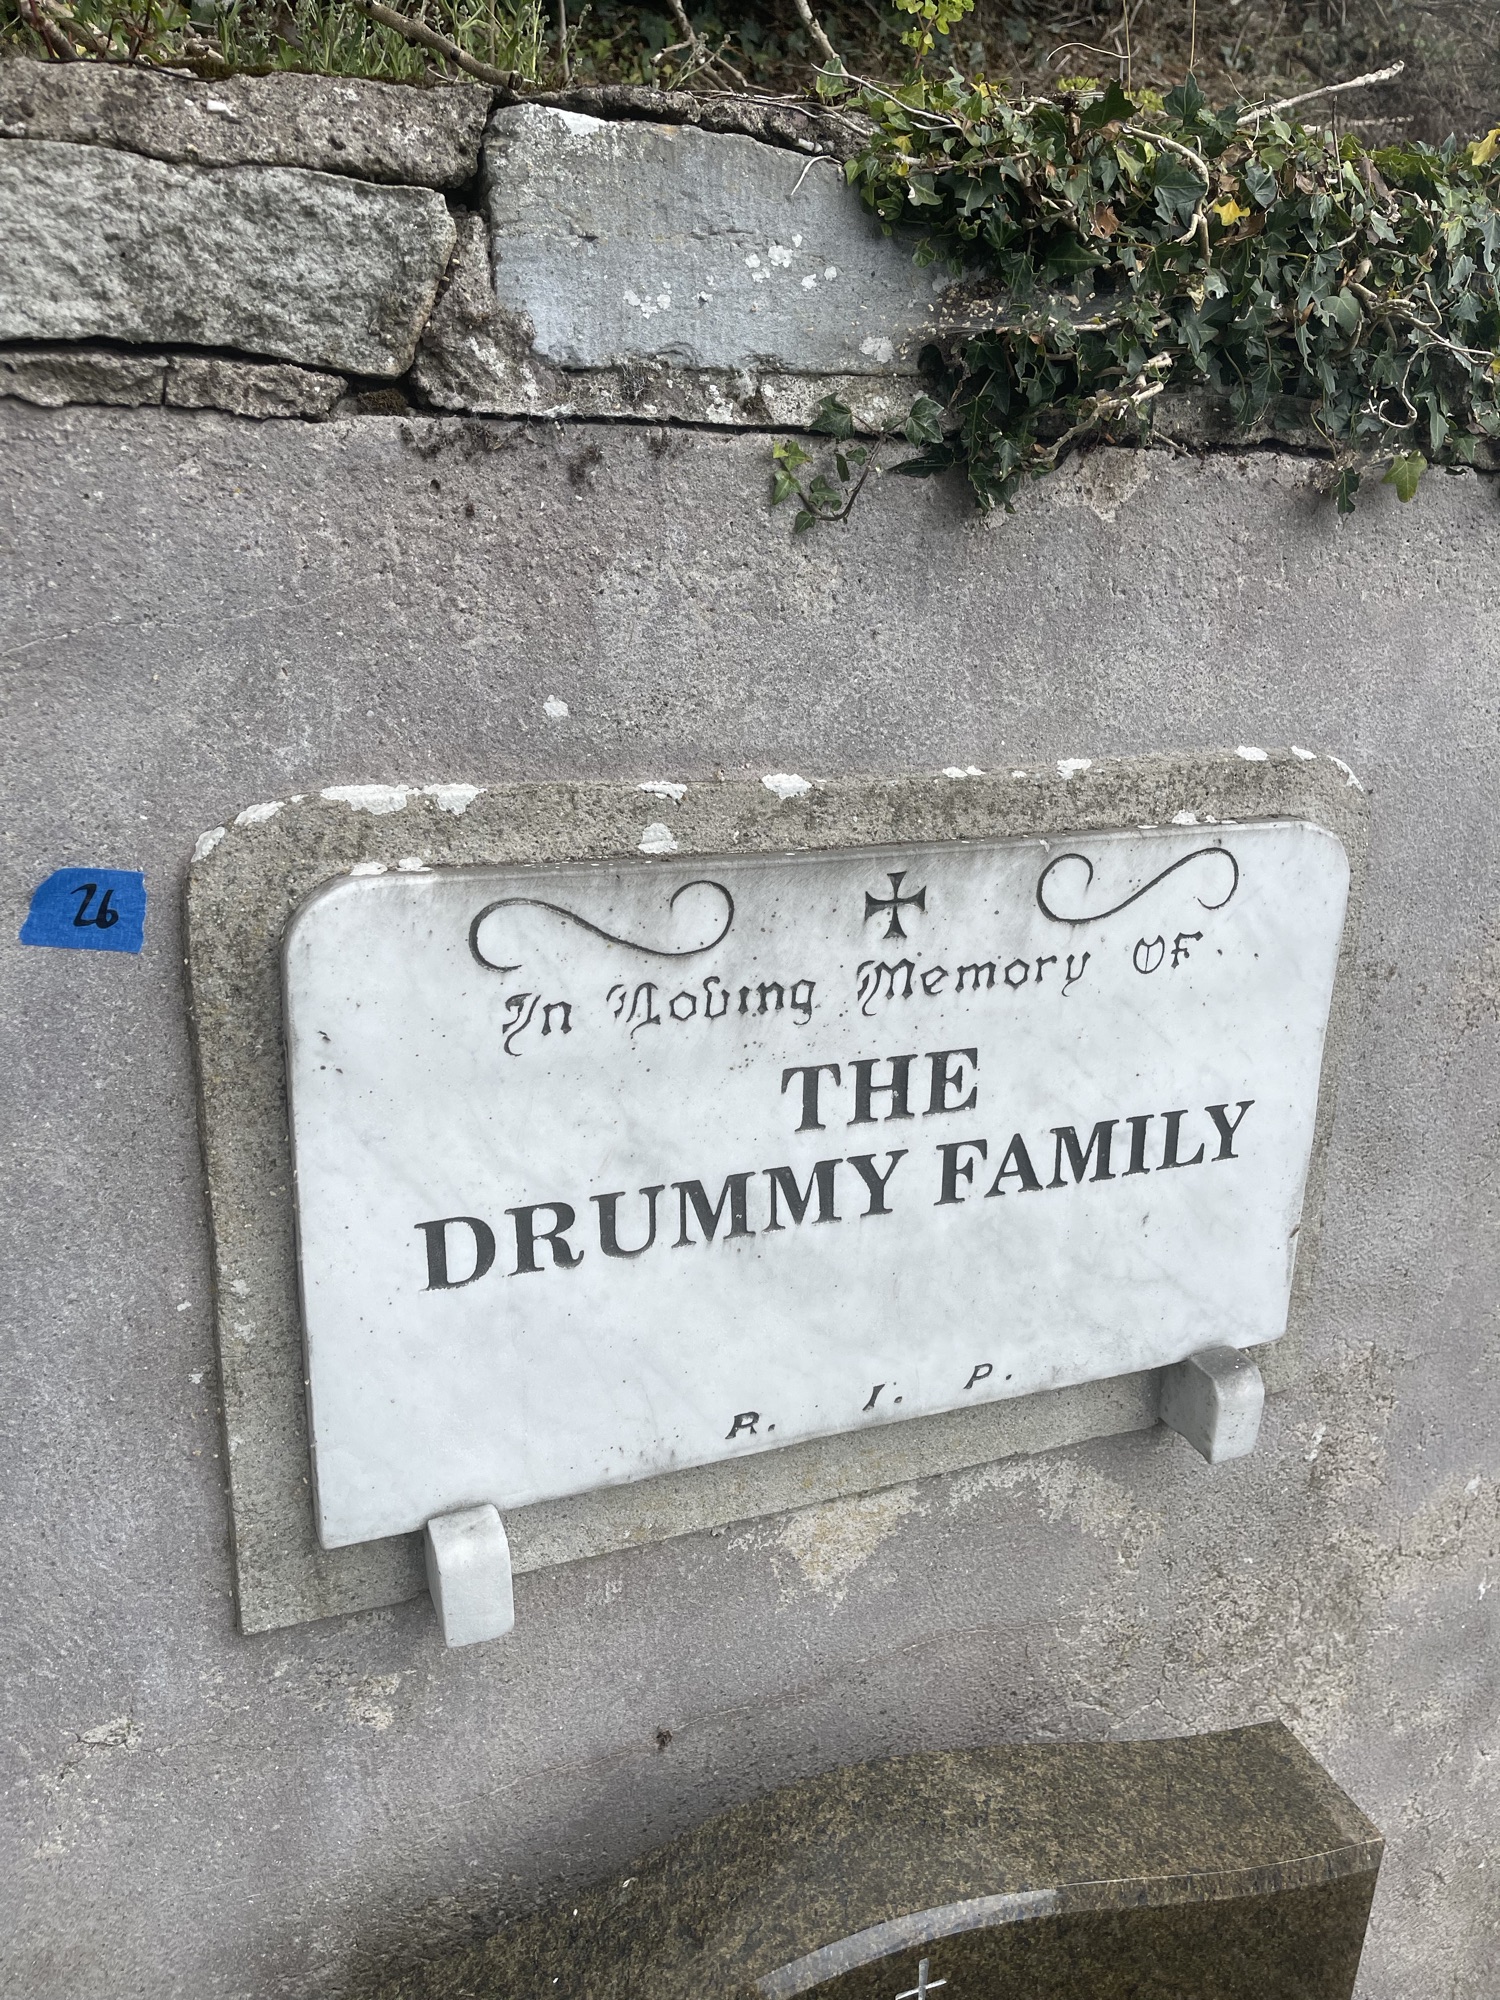 26
In Loving Memory OF.
THE
DRUMMY FAMILY
R. I. P.